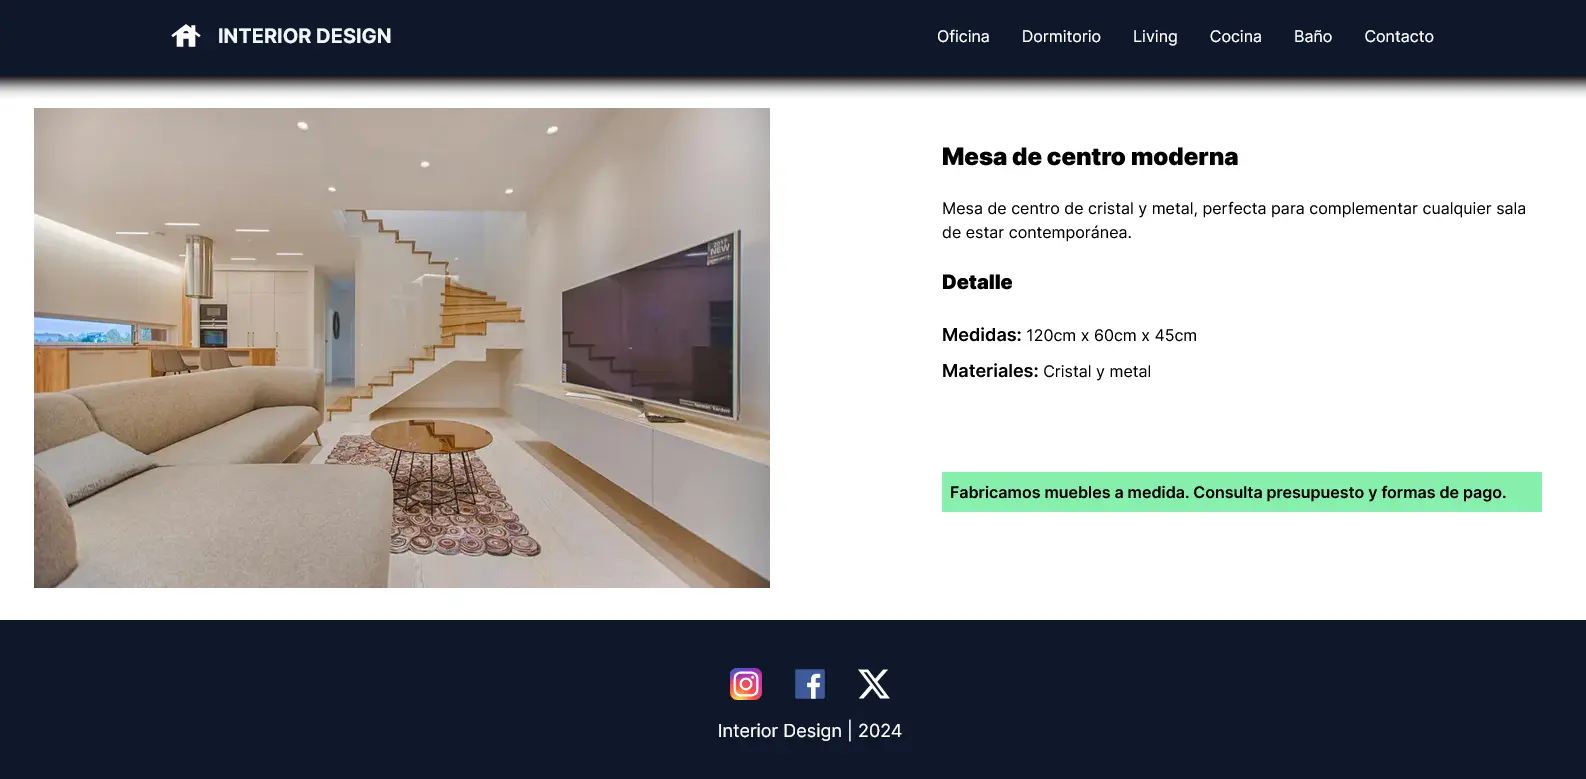 INTERIOR DESIGN
Oficina Dormitorio Living Cocina Baño Contacto
NEW
Mesa de centro moderna
Mesa de centro de cristal y metal, perfecta para complementar cualquier sala
de estar contemporánea.
Detalle
Medidas: 120cm x 60cm x 45cm
Materiales: Cristal y metal
Fabricamos muebles a medida. Consulta presupuesto y formas de pago.
Interior Design | 2024